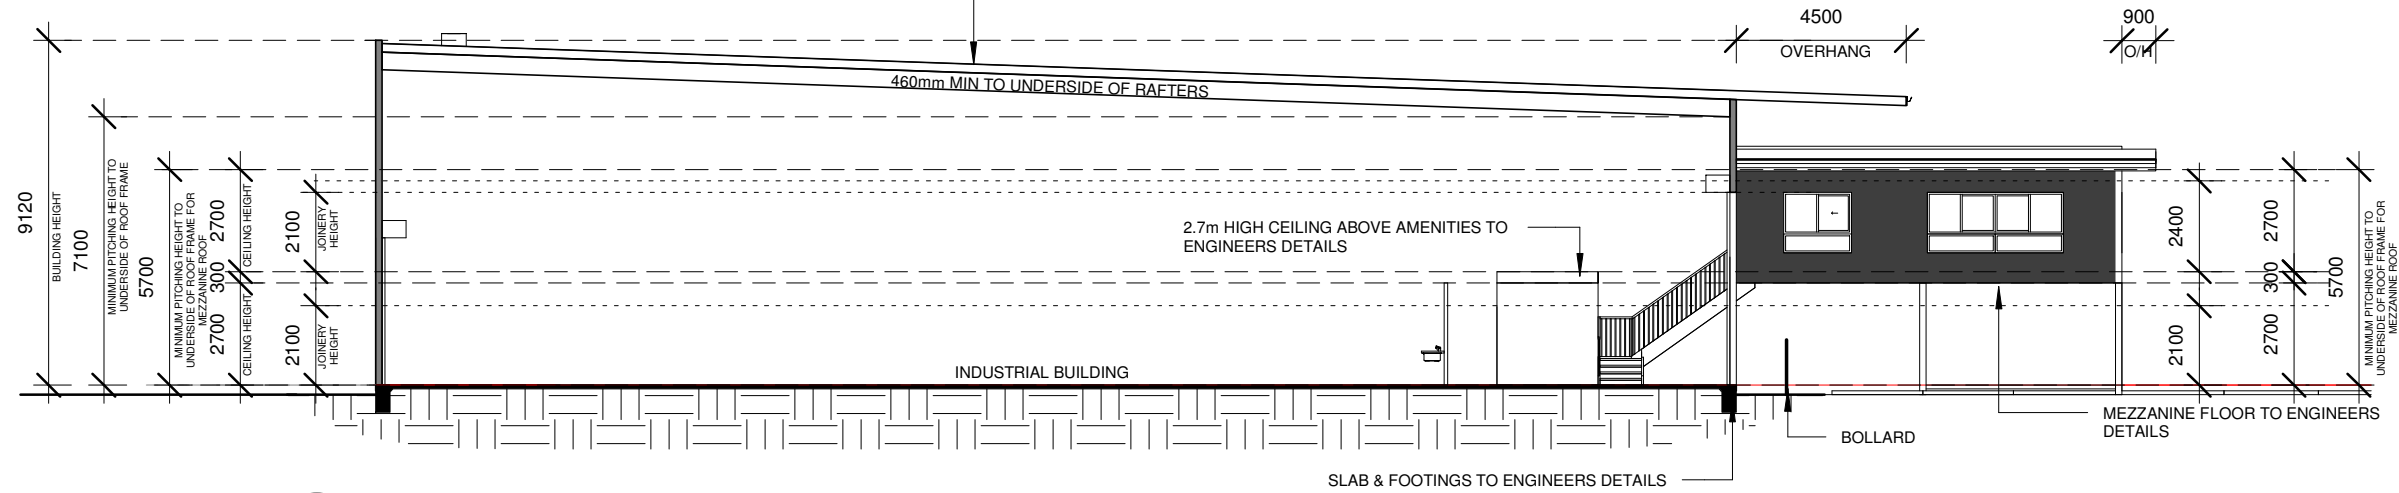 4500
OVERHANG
900
O/H
460mm MIN TO UNDERSIDE OF RAFTERS
9120
BUILDING HEIGHT
7100
MINIMUM PITCHING HEIGHT TO
UNDERSIDE OF ROOF FRAME
5700
MINIMUM PITCHING HEIGHT TO
UNDERSIDE OF ROOF FRAME FOR
MEZZANINE ROOF
2700
CEILING HEIGHT
300
2700
CEILING HEIGHT
2100
JOINERY
HEIGHT
2100
JOINERY
HEIGHT
2.7m HIGH CEILING ABOVE AMENITIES TO
ENGINEERS DETAILS
INDUSTRIAL BUILDING
2400
2100
2700
300
2700
5700
MINIMUM PITCHING HEIGHT TO
UNDERSIDE OF ROOF FRAME FOR
MEZZANINE ROOF
MEZZANINE FLOOR TO ENGINEERS
DETAILS
BOLLARD
SLAB & FOOTINGS TO ENGINEERS DETAILS